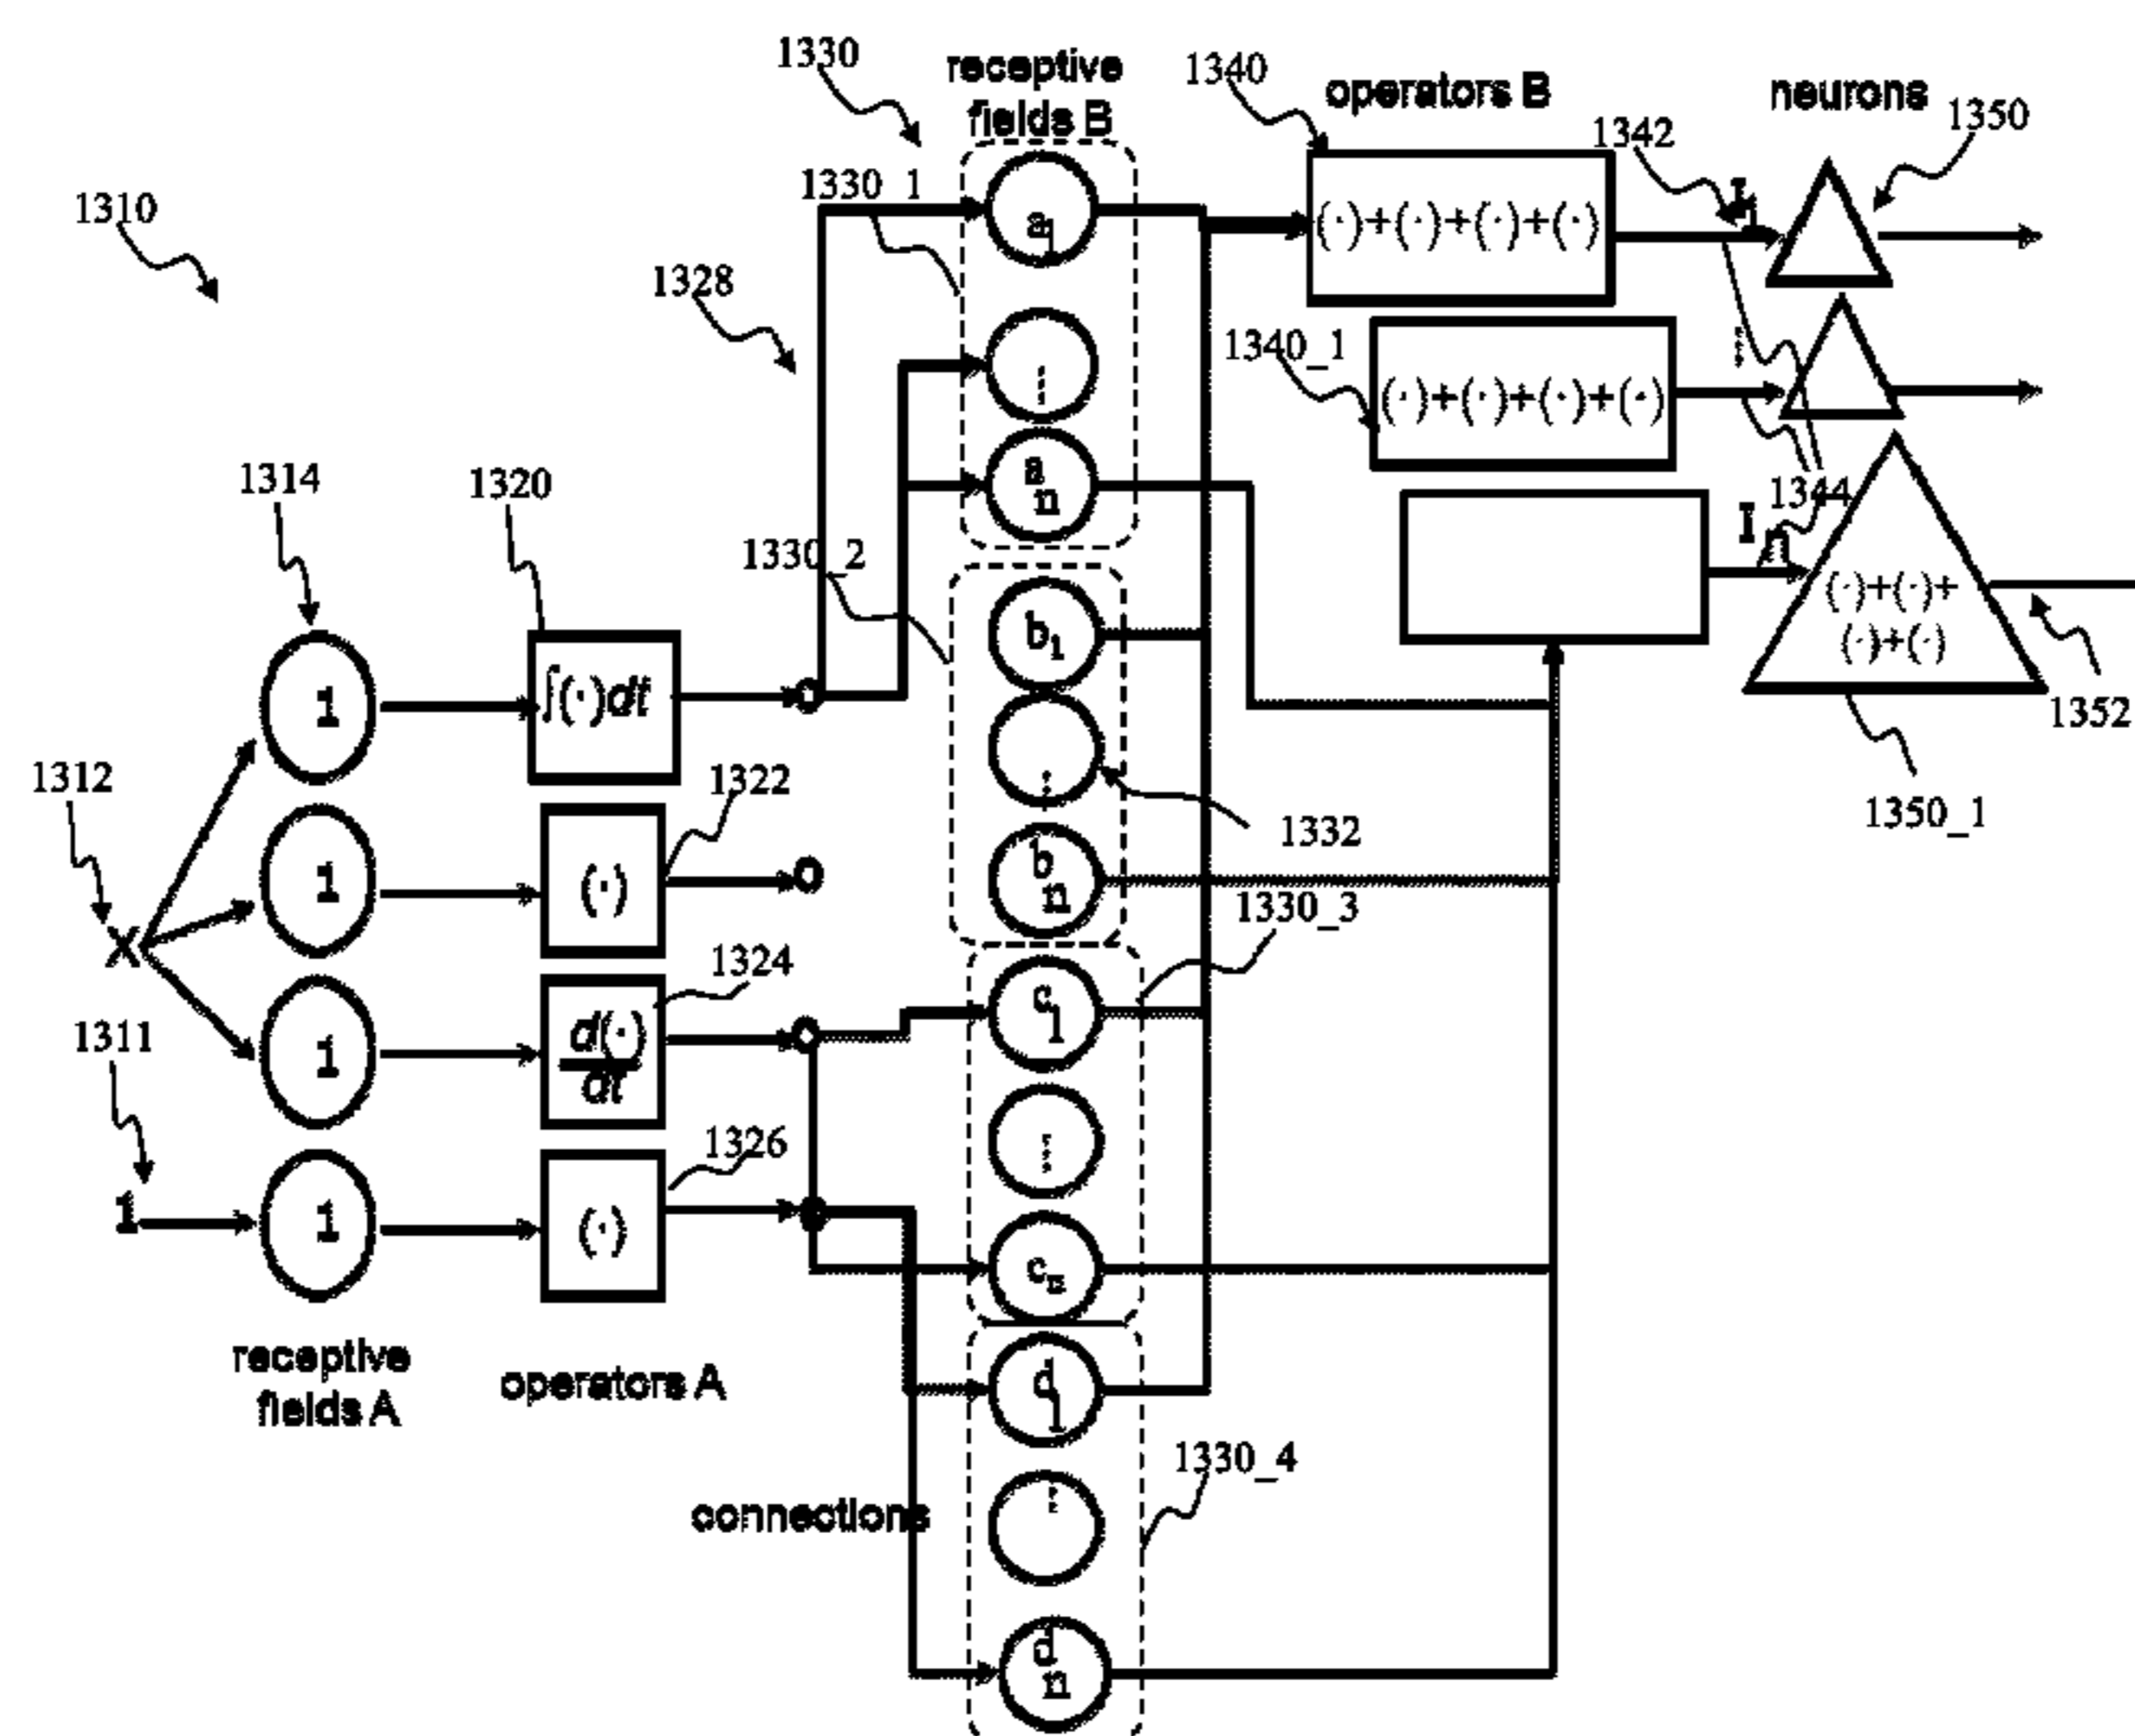 1330
receptive
fields B
1340
operators B
neurons
1342
1350
1330_1
1310
a1
(·)+(·)+(·)+(·)
I1
1328
1340_1
(·)+(·)+(·)+(·)
1314
1320
an
1344
I
1330_2
b1
(·)+(·)+
(·)+(·)
1
∫(·)dt
1352
1312
1322
1332
1350_1
1
(·)
bn
1330_3
X
1324
1311
1
d(·)
dt
c1
1326
1
1
(·)
cn
receptive
fields A
operators A
d1
1330_4
connections
dn